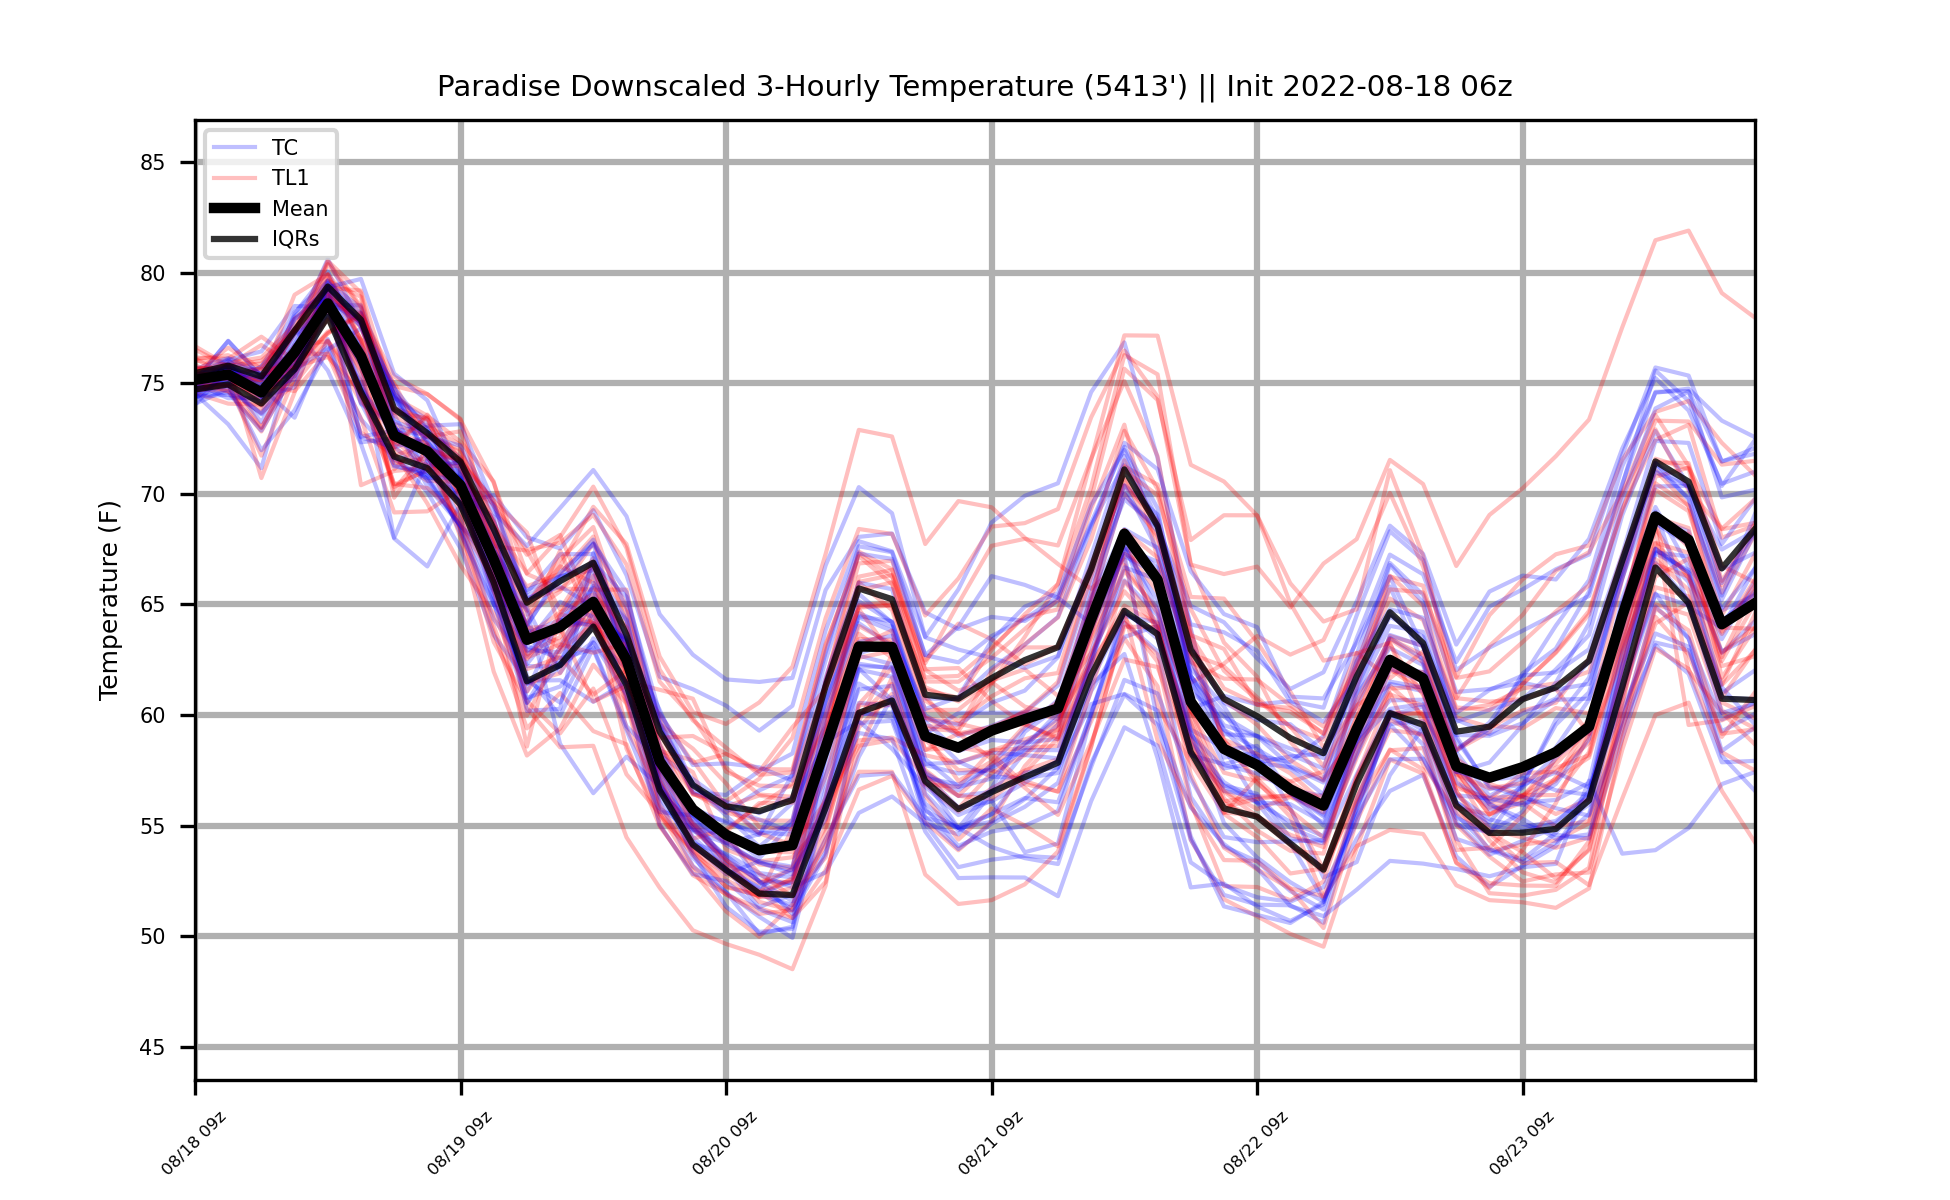 Paradise Downscaled 3-Hourly Temperature (5413') || Init 2022-08-18 06z
TC
TL1
Mean
IQRs
Temperature (F)
85
80
75
70
65
60
55
50
45
08/18 09z
08/19 09z
08/20 09z
08/21 09z
08/22 09z
08/23 09z